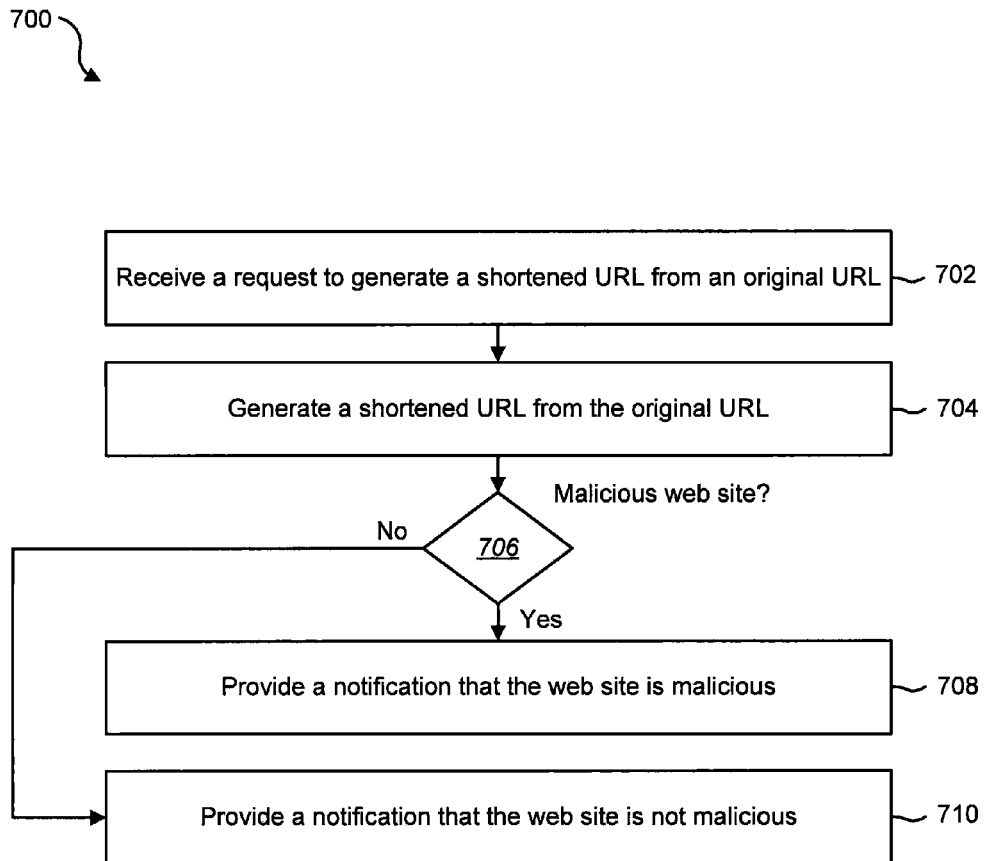 700
Receive a request to generate a shortened URL from an original URL
702
Generate a shortened URL from the original URL
704
Malicious web site?
No
706
Yes
Provide a notification that the web site is malicious
708
Provide a notification that the web site is not malicious
710